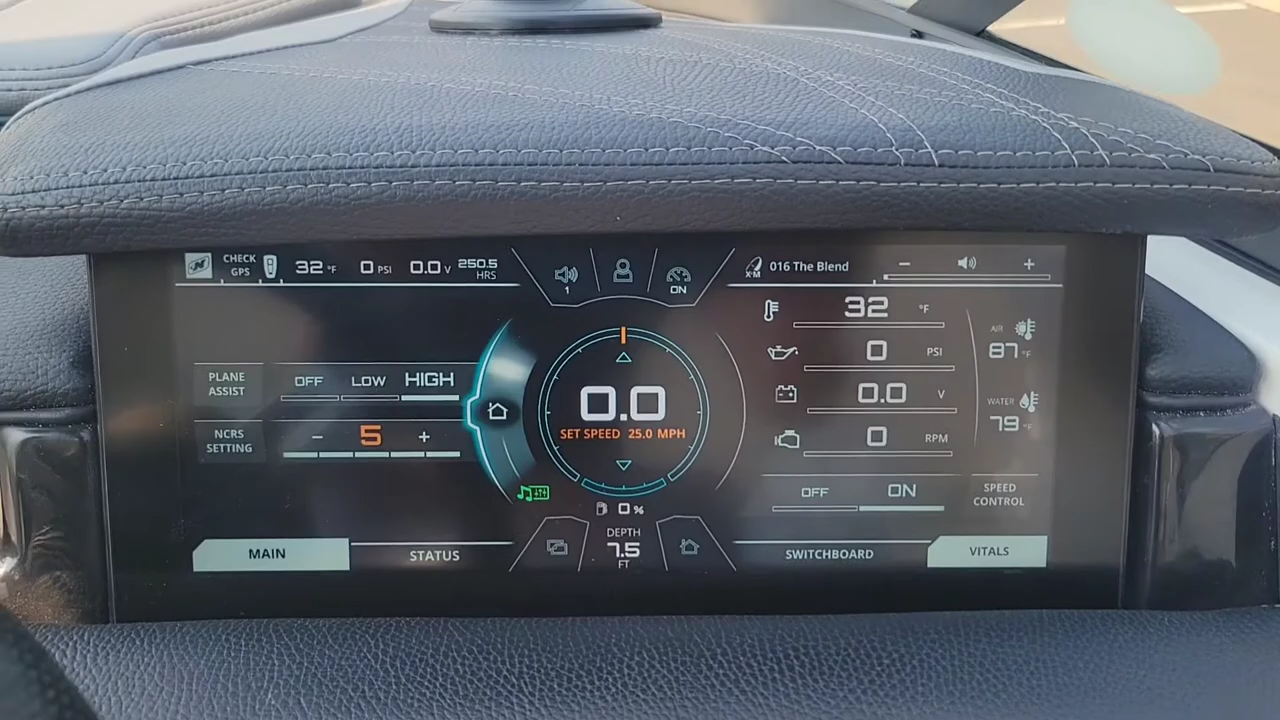 CHECK GPS
32 °F
0 PSI
0.0 V
250.5 HRS
1
ON
XM
016 The Blend
−
+
PLANE ASSIST
OFF LOW HIGH
NCRS SETTING
− 5 +
0.0
SET SPEED 25.0 MPH
0 %
DEPTH
7.5
FT
32 °F
0 PSI
0.0 V
0 RPM
AIR
87 °F
WATER
79 °F
OFF ON
SPEED CONTROL
MAIN
STATUS
SWITCHBOARD
VITALS